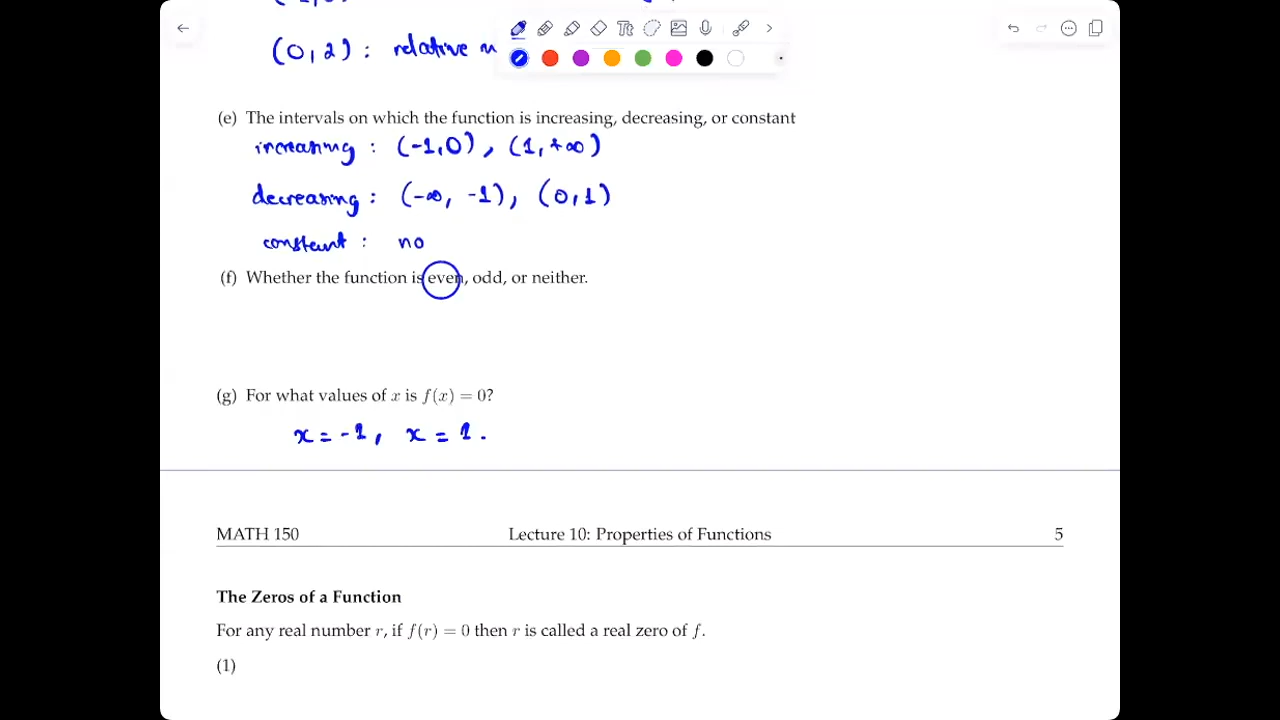 (0,2): relative
(e) The intervals on which the function is increasing, decreasing, or constant
increasing : (-1,0), (1,+∞)
decreasing : (-∞, -1), (0,1)
constant : no
(f) Whether the function is even, odd, or neither.
(g) For what values of x is f(x) = 0?
x = -1, x = 1.
MATH 150 Lecture 10: Properties of Functions 5
The Zeros of a Function
For any real number r, if f(r) = 0 then r is called a real zero of f.
(1)